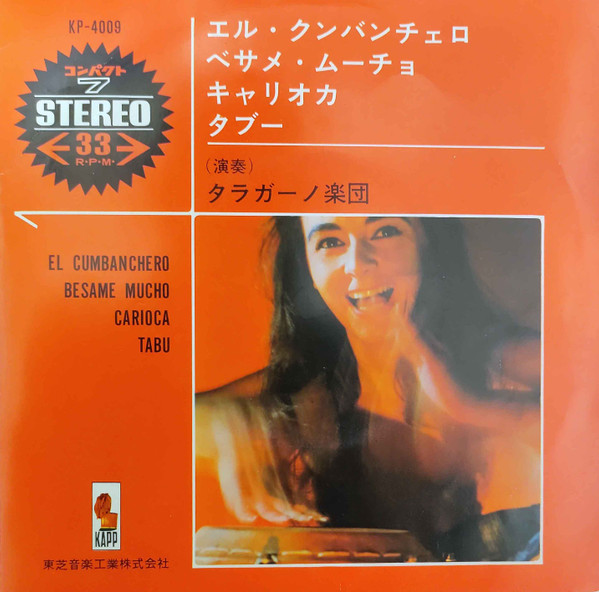 KP-4009
コンパクト
7
STEREO
33
R・P・M・
エル・クンバンチェロ
ベサメ・ムーチョ
キャリオカ
タブー
(演奏)
タラガーノ楽団
EL CUMBANCHERO
BESAME MUCHO
CARIOCA
TABU
KAPP
東芝音楽工業株式会社